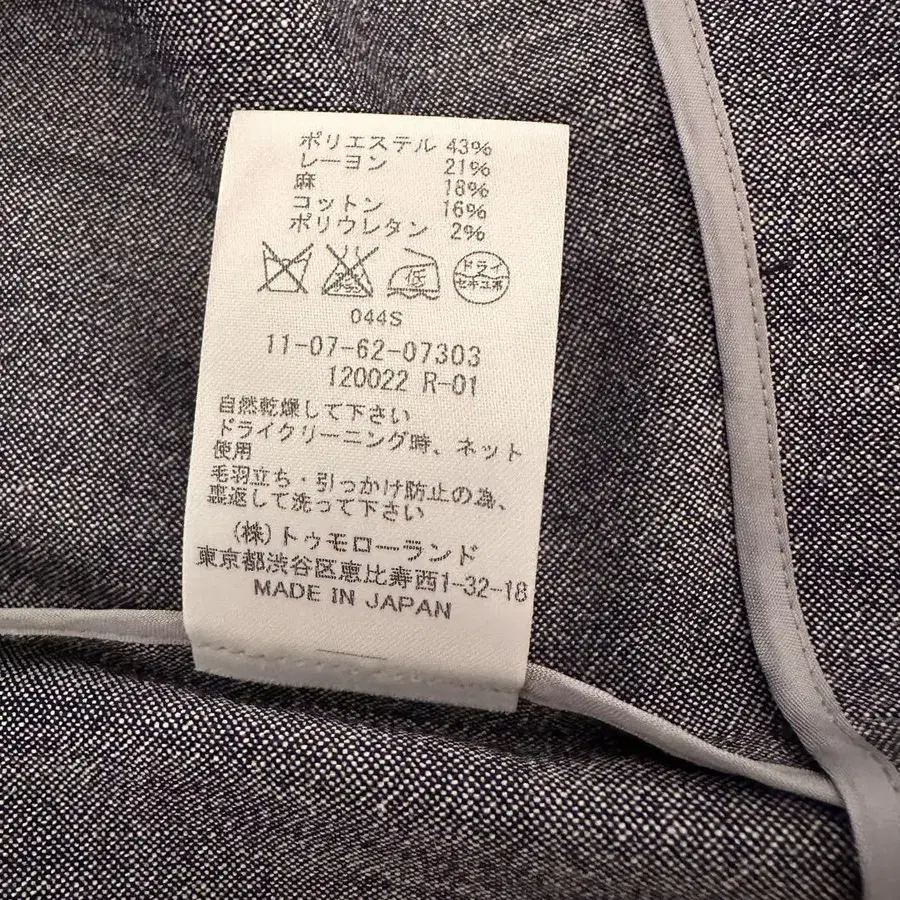 ポリエステル 43%
レーヨン 21%
麻 18%
コットン 16%
ポリウレタン 2%
低 ドライ
セキユ系
044S
11-07-62-07303
120022 R-01
自然乾燥して下さい
ドライクリーニング時、ネット
使用
毛羽立ち・引っかけ防止の為、
裏返して洗って下さい
(株)トゥモローランド
東京都渋谷区恵比寿西1-32-18
MADE IN JAPAN